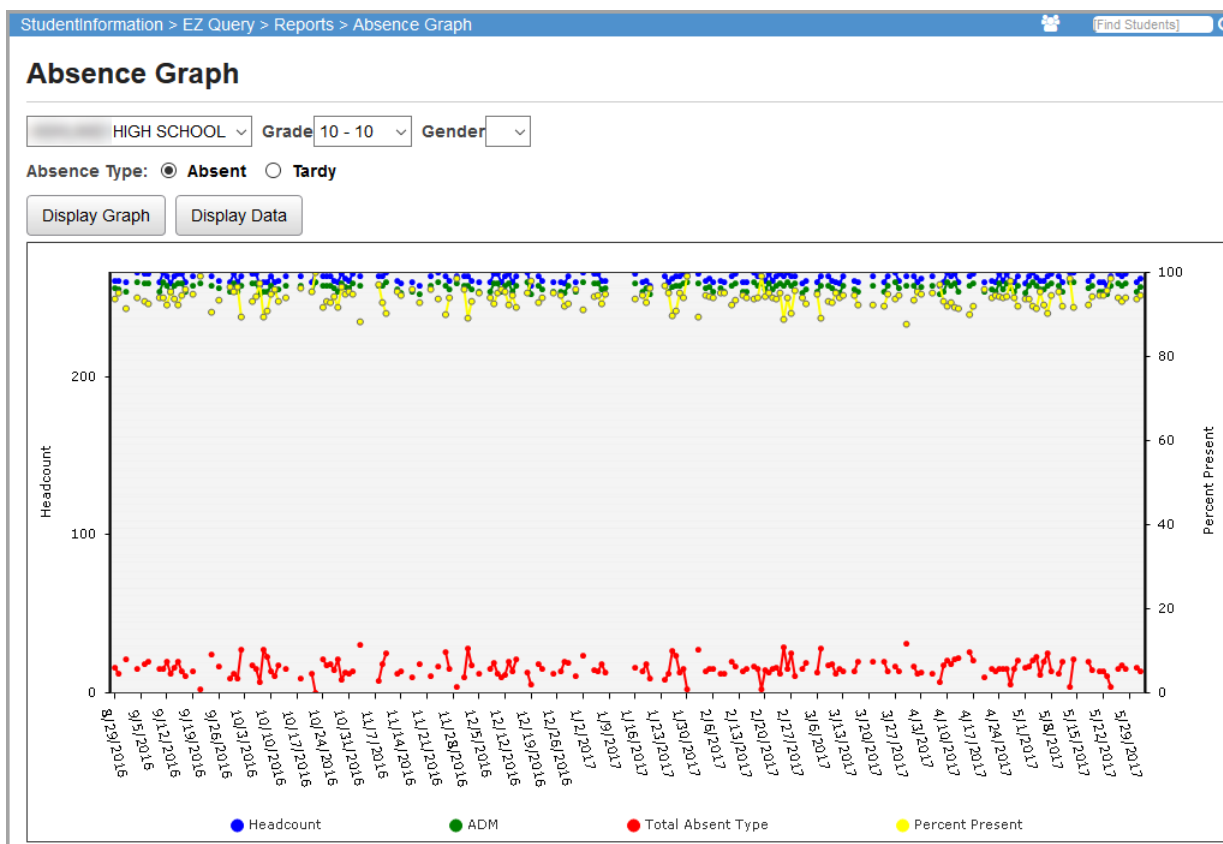 StudentInformation > EZ Query > Reports > Absence Graph
[Find Students]
Absence Graph
HIGH SCHOOL Grade 10 - 10 Gender
Absence Type: Absent Tardy
Display Graph Display Data
100
80
200
60
Headcount
Percent Present
40
100
20
0 0
8/29/2016 9/5/2016 9/12/2016 9/19/2016 9/26/2016 10/3/2016 10/10/2016 10/17/2016 10/24/2016 10/31/2016 11/7/2016 11/14/2016 11/21/2016 11/28/2016 12/5/2016 12/12/2016 12/19/2016 12/26/2016 1/2/2017 1/9/2017 1/16/2017 1/23/2017 1/30/2017 2/6/2017 2/13/2017 2/20/2017 2/27/2017 3/6/2017 3/13/2017 3/20/2017 3/27/2017 4/3/2017 4/10/2017 4/17/2017 4/24/2017 5/1/2017 5/8/2017 5/15/2017 5/22/2017 5/29/2017
Headcount ADM Total Absent Type Percent Present